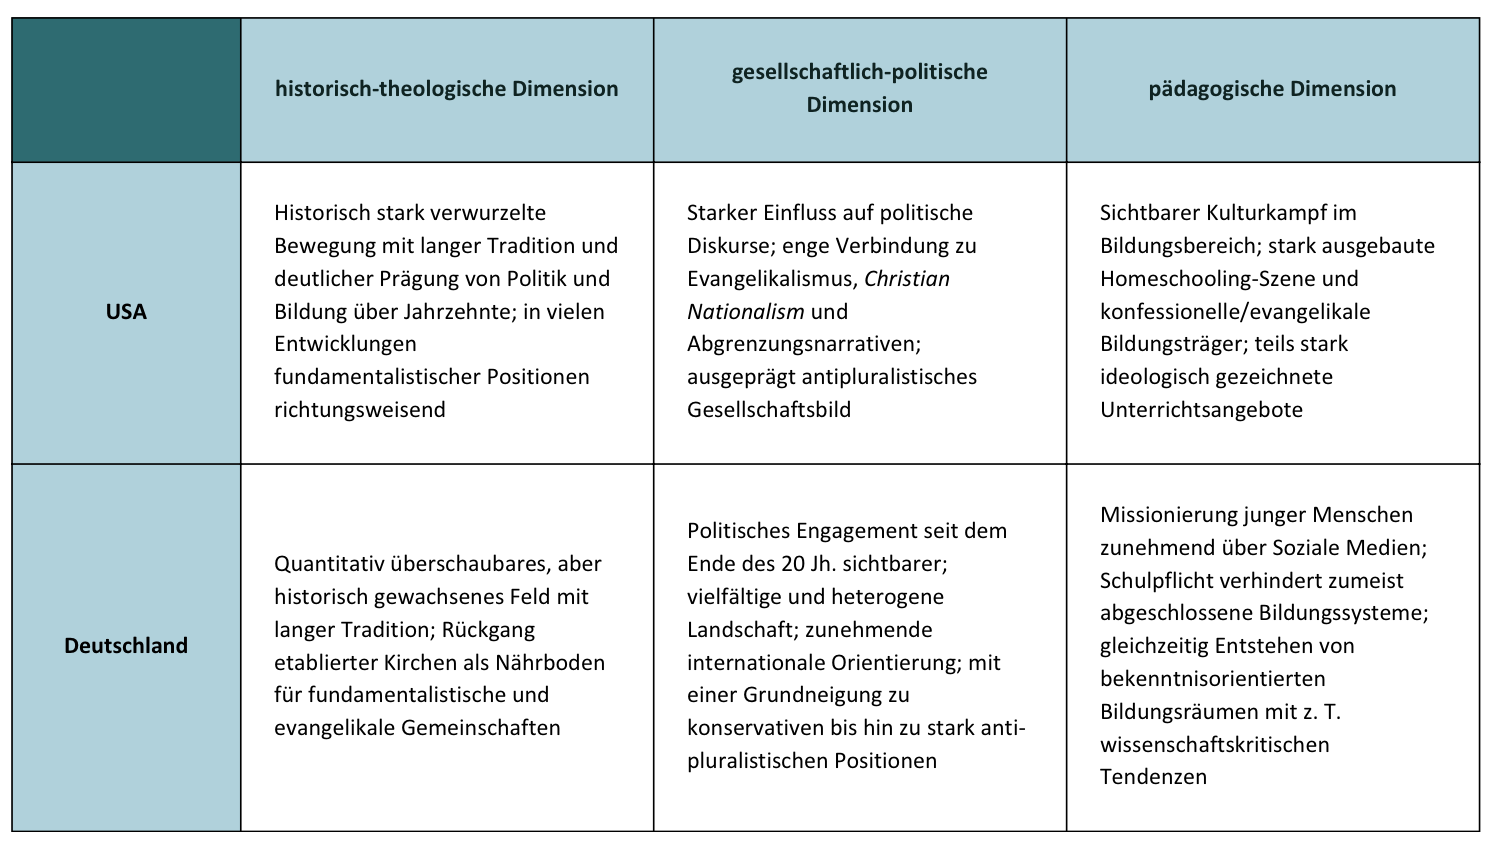 historisch-theologische Dimension
gesellschaftlich-politische
Dimension
pädagogische Dimension
USA
Historisch stark verwurzelte
Bewegung mit langer Tradition und
deutlicher Prägung von Politik und
Bildung über Jahrzehnte; in vielen
Entwicklungen
fundamentalistischer Positionen
richtungsweisend
Starker Einfluss auf politische
Diskurse; enge Verbindung zu
Evangelikalismus, Christian
Nationalism und
Abgrenzungsnarrativen;
ausgeprägt antipluralistisches
Gesellschaftsbild
Sichtbarer Kulturkampf im
Bildungsbereich; stark ausgebaute
Homeschooling-Szene und
konfessionelle/evangelikale
Bildungsträger; teils stark
ideologisch gezeichnete
Unterrichtsangebote
Deutschland
Quantitativ überschaubares, aber
historisch gewachsenes Feld mit
langer Tradition; Rückgang
etablierter Kirchen als Nährboden
für fundamentalistische und
evangelikale Gemeinschaften
Politisches Engagement seit dem
Ende des 20 Jh. sichtbarer;
vielfältige und heterogene
Landschaft; zunehmende
internationale Orientierung; mit
einer Grundneigung zu
konservativen bis hin zu stark anti-
pluralistischen Positionen
Missionierung junger Menschen
zunehmend über Soziale Medien;
Schulpflicht verhindert zumeist
abgeschlossene Bildungssysteme;
gleichzeitig Entstehen von
bekenntnisorientierten
Bildungsräumen mit z. T.
wissenschaftskritischen
Tendenzen